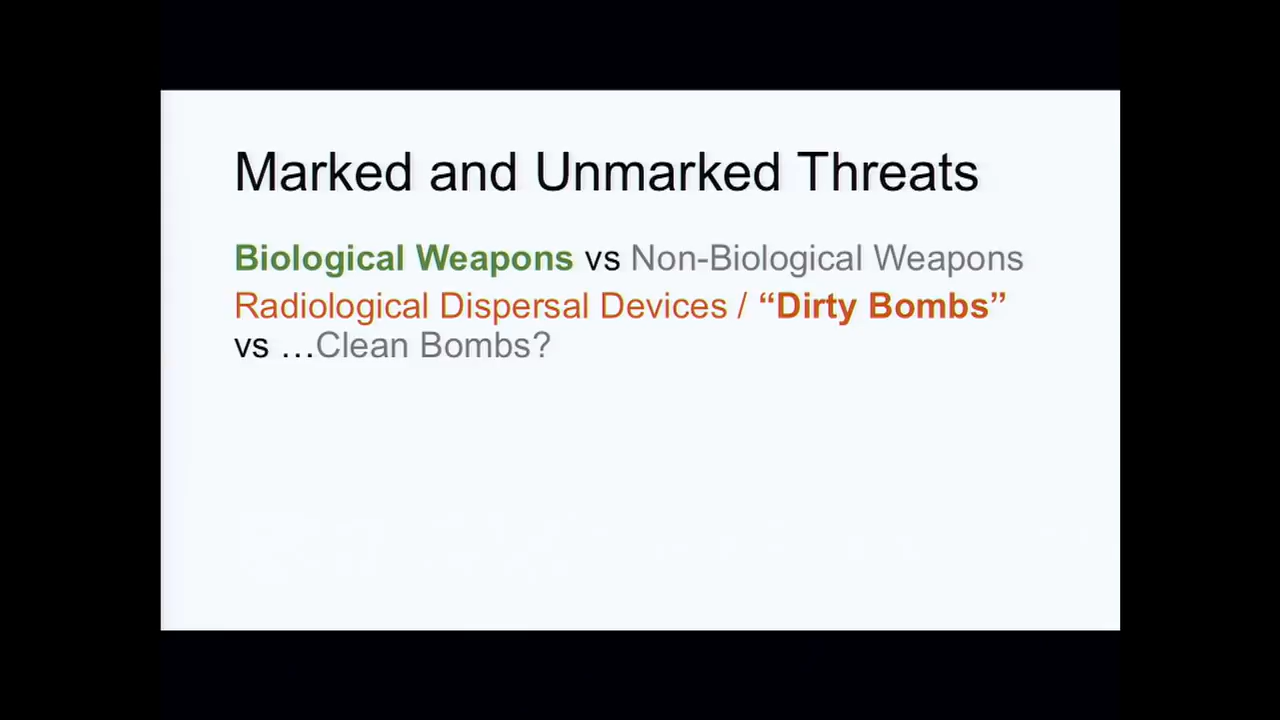 Marked and Unmarked Threats
Biological Weapons vs Non-Biological Weapons
Radiological Dispersal Devices / “Dirty Bombs”
vs …Clean Bombs?